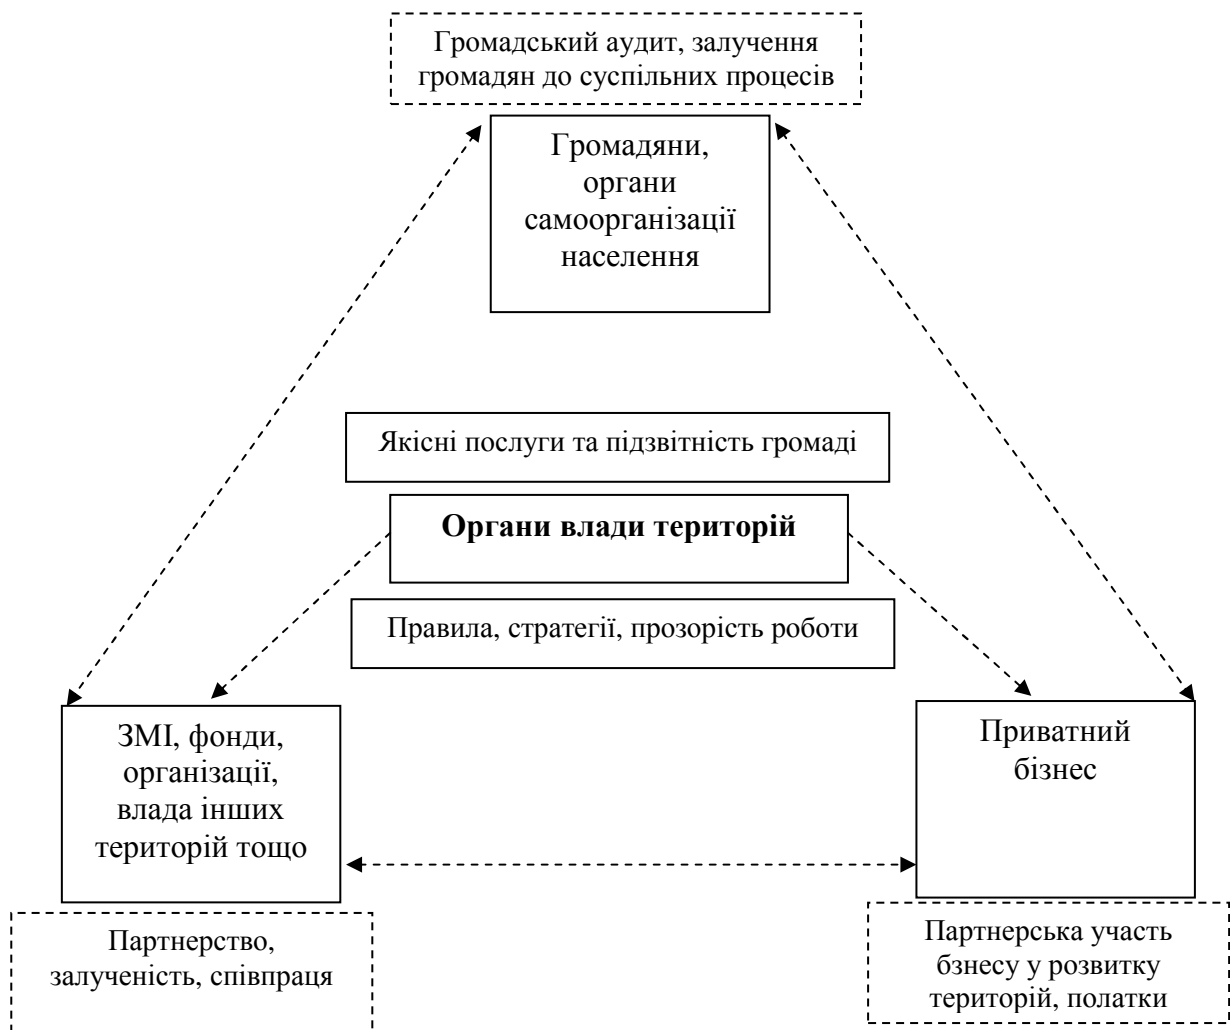 Громадський аудит, залучення
громадян до суспільних процесів
Громадяни,
органи
самоорганізації
населення
Якісні послуги та підзвітність громаді
Органи влади територій
Правила, стратегії, прозорість роботи
ЗМІ, фонди,
організації,
влада інших
територій тощо
Приватний
бізнес
Партнерство,
залученість, співпраця
Партнерська участь
бзнесу у розвитку
територій, полатки